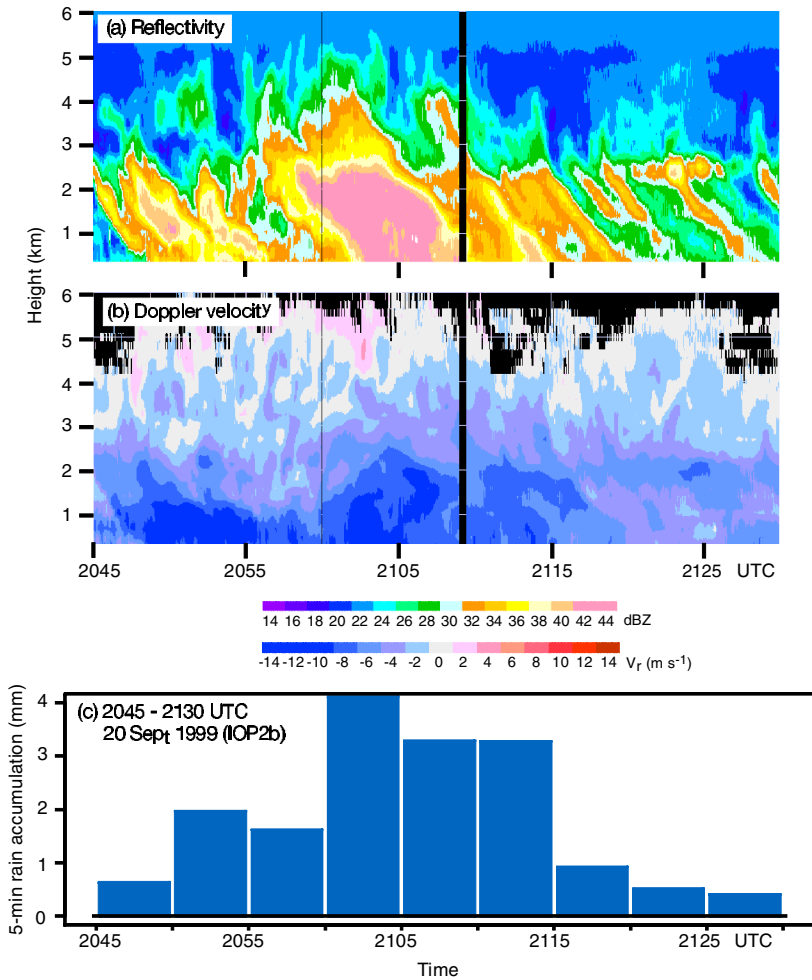 (a) Reflectivity
6
5
4
3
2
1
2055
2105
2115
2125
Height (km)
(b) Doppler velocity
6
5
4
3
2
1
2045
2055
2105
2115
2125
UTC
14 16 18 20 22 24 26 28 30 32 34 36 38 40 42 44 dBZ
-14 -12 -10 -8 -6 -4 -2 0 2 4 6 8 10 12 14 Vr (m s-1)
(c) 2045 - 2130 UTC
20 Sept 1999 (IOP2b)
5-min rain accumulation (mm)
4
3
2
1
0
2045
2055
2105
2115
2125
UTC
Time